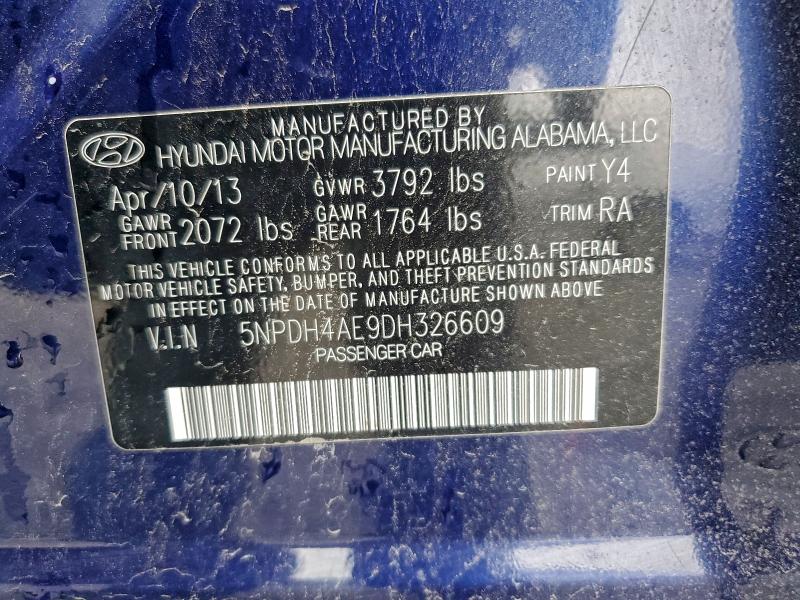 MANUFACTURED BY
HYUNDAI MOTOR MANUFACTURING ALABAMA, LLC
Apr/10/13 GVWR 3792 lbs PAINT Y4
GAWR FRONT 2072 lbs GAWR REAR 1764 lbs TRIM RA
THIS VEHICLE CONFORMS TO ALL APPLICABLE U.S.A. FEDERAL
MOTOR VEHICLE SAFETY, BUMPER, AND THEFT PREVENTION STANDARDS
IN EFFECT ON THE DATE OF MANUFACTURE SHOWN ABOVE
V.I.N 5NPDH4AE9DH326609
PASSENGER CAR